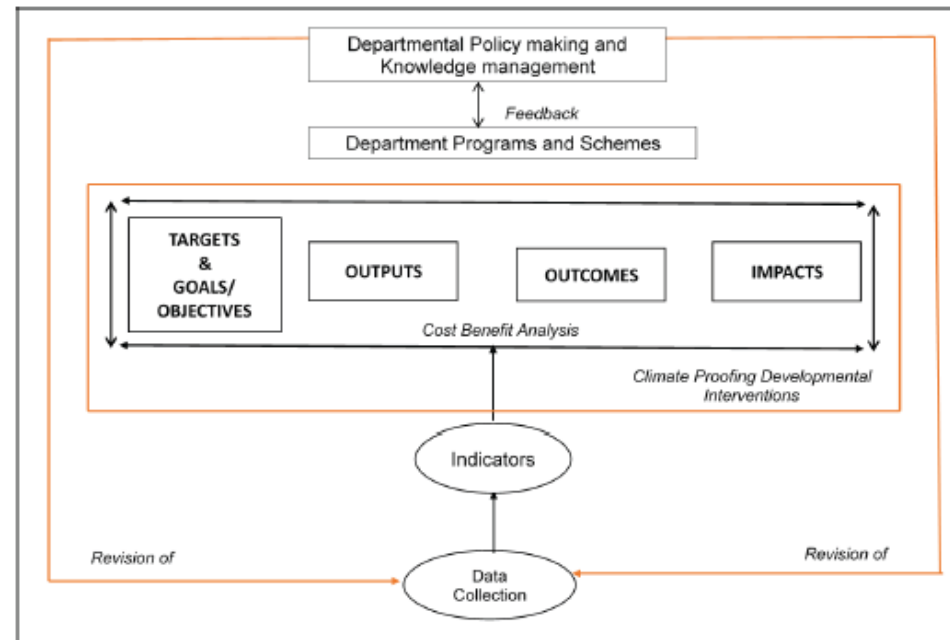 Departmental Policy making and
Knowledge management
Feedback
Department Programs and Schemes
TARGETS
&
GOALS/
OBJECTIVES
OUTPUTS
OUTCOMES
IMPACTS
Cost Benefit Analysis
Climate Proofing Developmental
Interventions
Indicators
Revision of
Revision of
Data
Collection